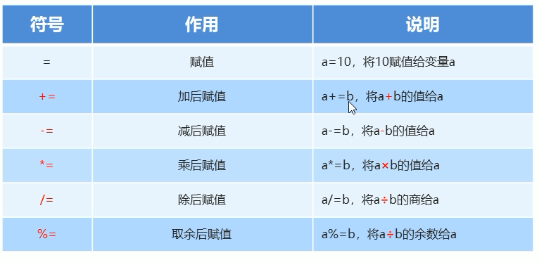 符号 作用 说明
= 赋值 a=10，将10赋值给变量a
+= 加后赋值 a+=b，将a+b的值给a
-= 减后赋值 a-=b，将a-b的值给a
*= 乘后赋值 a*=b，将a×b的值给a
/= 除后赋值 a/=b，将a÷b的商给a
%= 取余后赋值 a%=b，将a÷b的余数给a